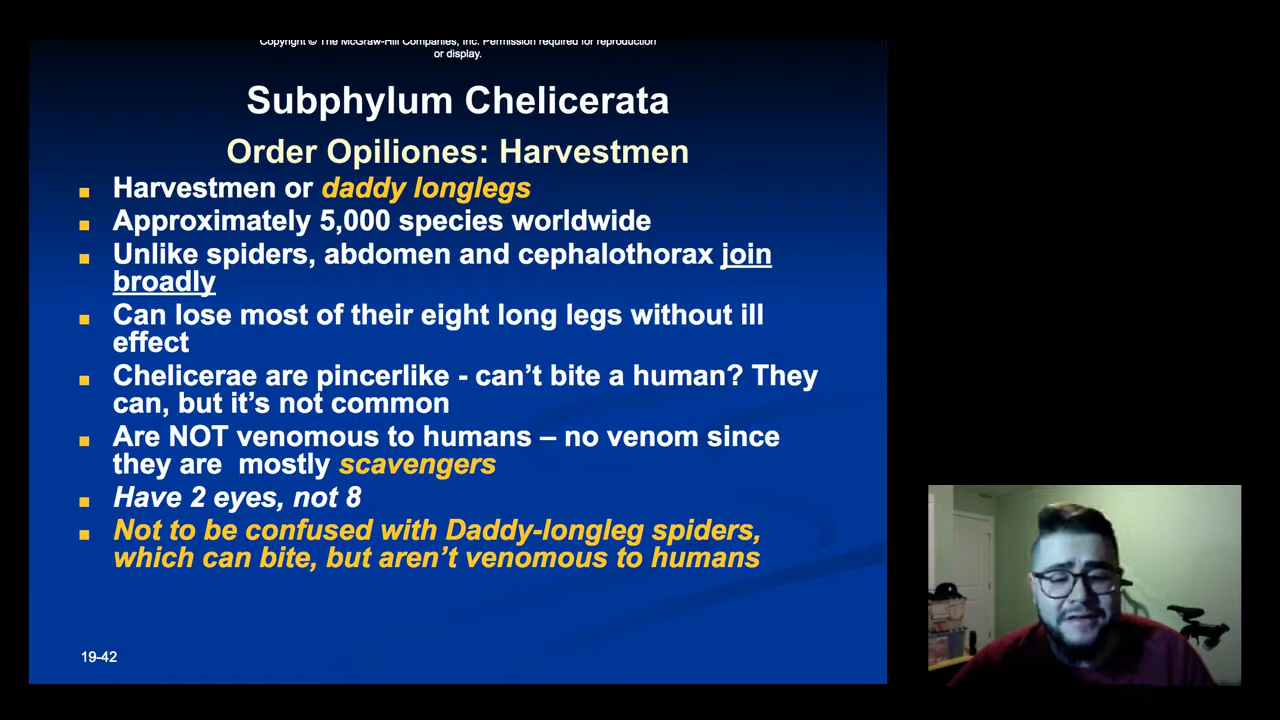 Copyright © The McGraw-Hill Companies, Inc. Permission required for reproduction
or display.
Subphylum Chelicerata
Order Opiliones: Harvestmen
Harvestmen or daddy longlegs
Approximately 5,000 species worldwide
Unlike spiders, abdomen and cephalothorax join
broadly
Can lose most of their eight long legs without ill
effect
Chelicerae are pincerlike - can’t bite a human? They
can, but it’s not common
Are NOT venomous to humans – no venom since
they are mostly scavengers
Have 2 eyes, not 8
Not to be confused with Daddy-longleg spiders,
which can bite, but aren’t venomous to humans
19-42